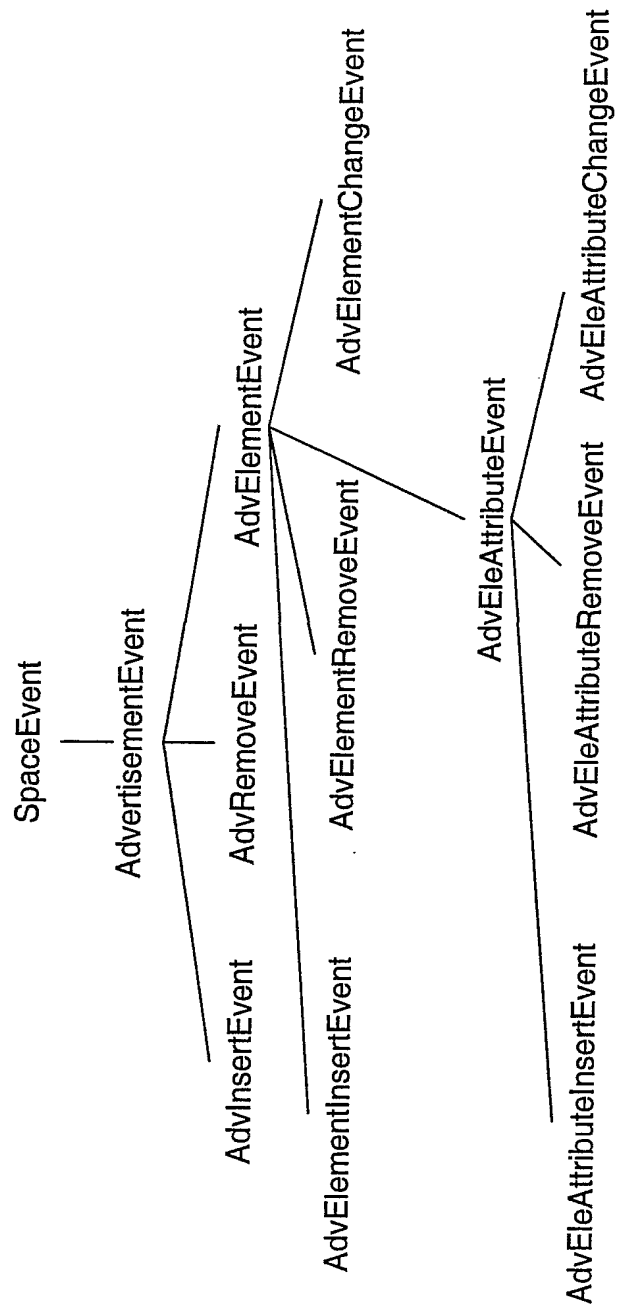 SpaceEvent
AdvertisementEvent
AdvInsertEvent
AdvRemoveEvent
AdvElementEvent
AdvElementInsertEvent
AdvElementRemoveEvent
AdvElementChangeEvent
AdvEleAttributeEvent
AdvEleAttributeInsertEvent
AdvEleAttributeRemoveEvent
AdvEleAttributeChangeEvent